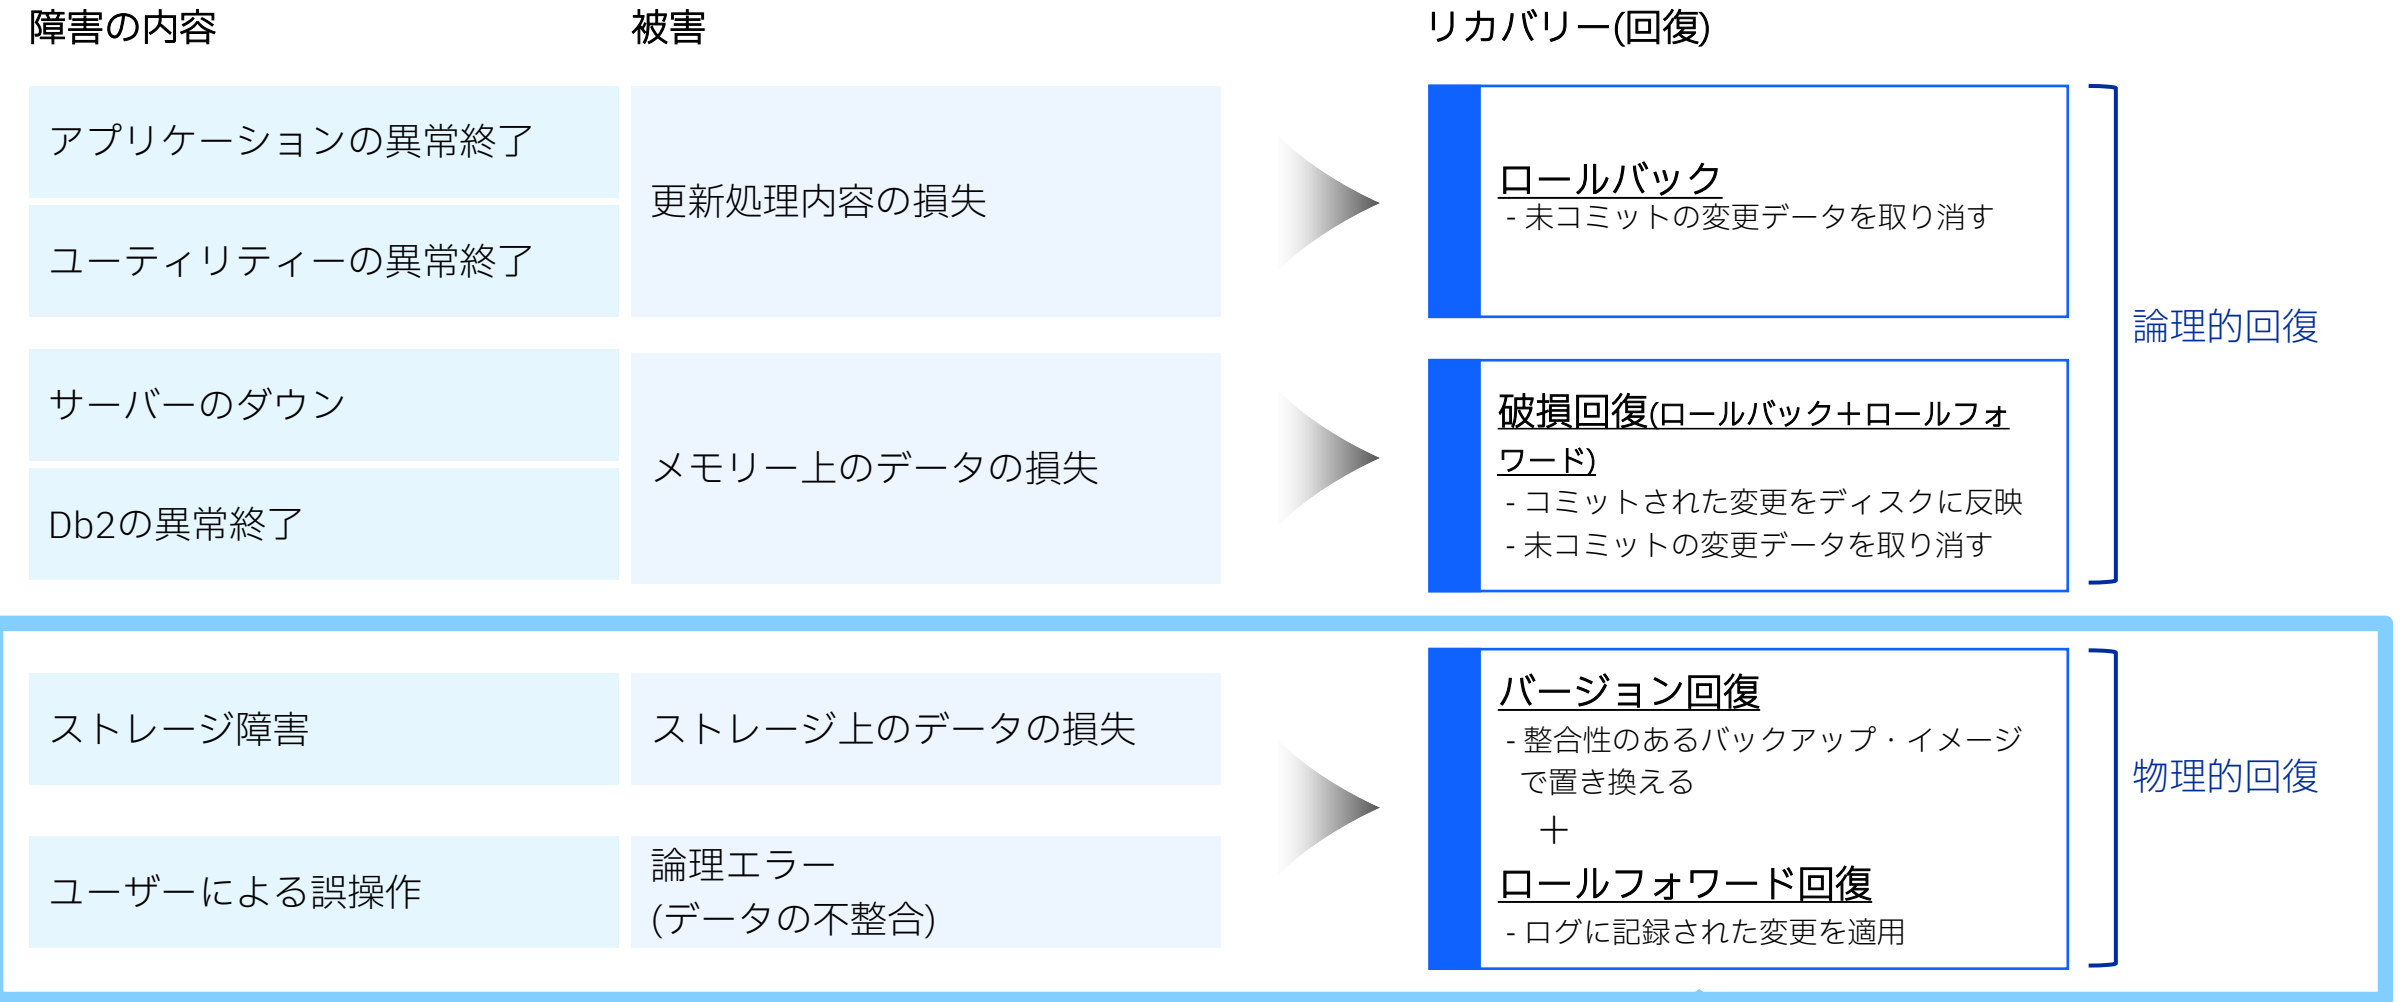 障害の内容
被害
リカバリー(回復)
アプリケーションの異常終了
ユーティリティーの異常終了
更新処理内容の損失
ロールバック
- 未コミットの変更データを取り消す
サーバーのダウン
Db2の異常終了
メモリー上のデータの損失
破損回復(ロールバック＋ロールフォ
ワード)
- コミットされた変更をディスクに反映
- 未コミットの変更データを取り消す
論理的回復
ストレージ障害
ストレージ上のデータの損失
ユーザーによる誤操作
論理エラー
(データの不整合)
バージョン回復
- 整合性のあるバックアップ・イメージ
で置き換える
＋
ロールフォワード回復
- ログに記録された変更を適用
物理的回復